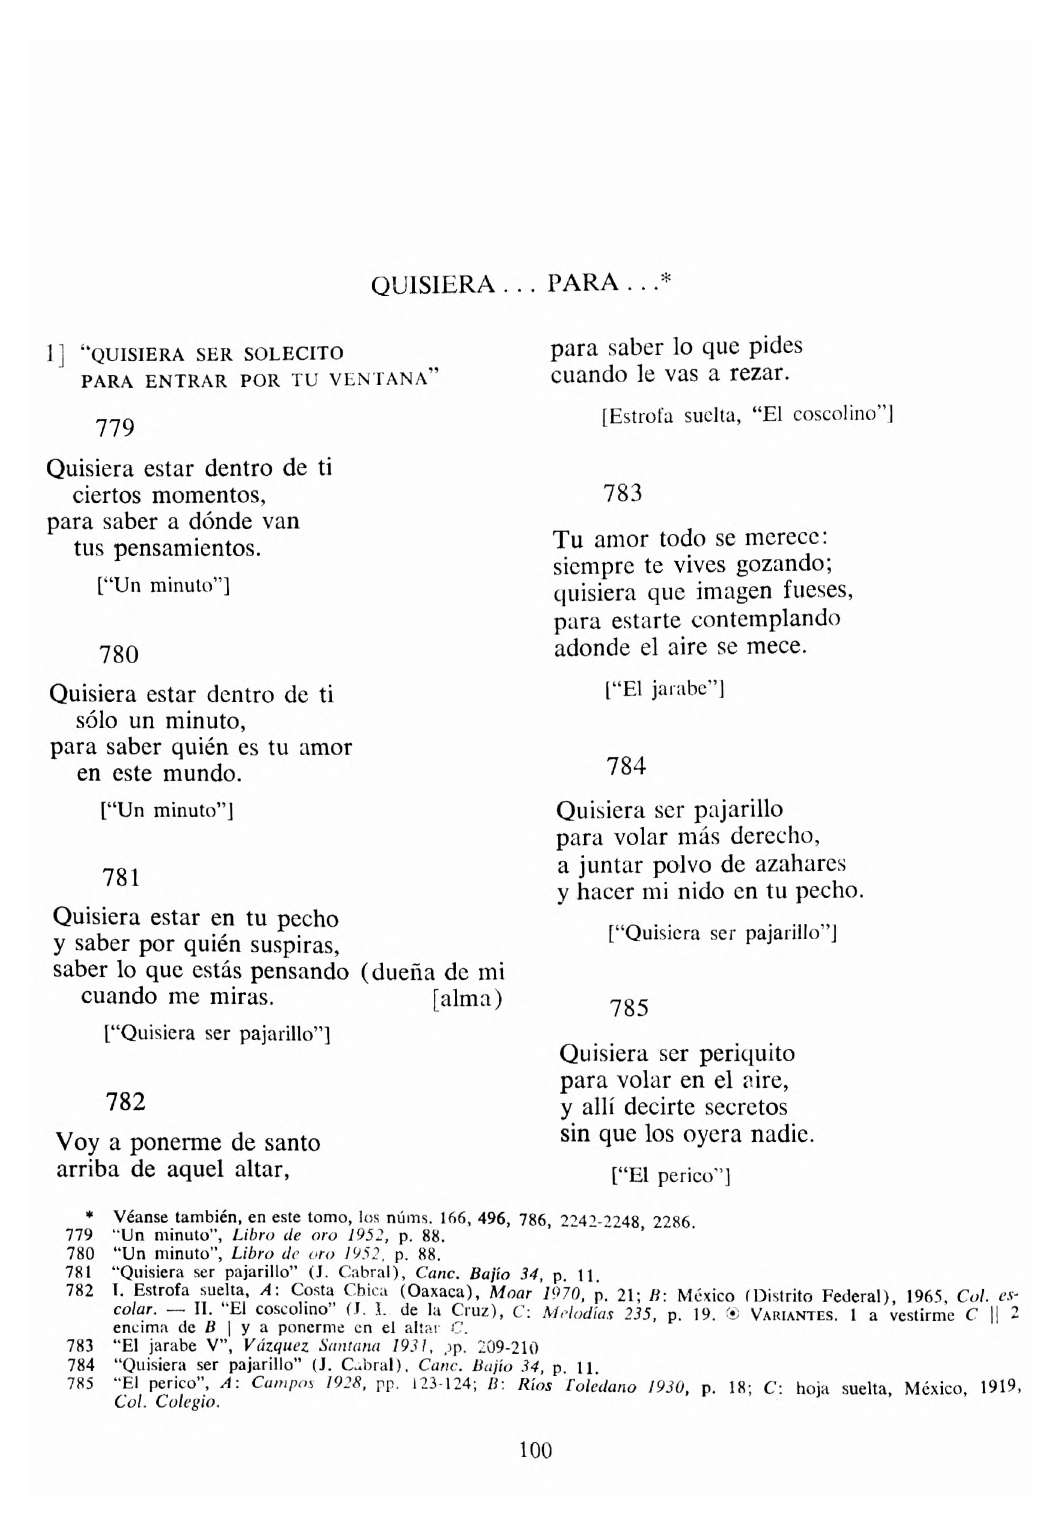 QUISIERA... PARA...*
1] “QUISIERA SER SOLECITO
PARA ENTRAR POR TU VENTANA”
779
Quisiera estar dentro de ti
ciertos momentos,
para saber a dónde van
tus pensamientos.
[“Un minuto”]
780
Quisiera estar dentro de ti
sólo un minuto,
para saber quién es tu amor
en este mundo.
[“Un minuto”]
781
Quisiera estar en tu pecho
y saber por quién suspiras,
saber lo que estás pensando (dueña de mi
cuando me miras. [alma)
[“Quisiera ser pajarillo”]
782
Voy a ponerme de santo
arriba de aquel altar,
para saber lo que pides
cuando le vas a rezar.
[Estrofa suelta, “El coscolino”]
783
Tu amor todo se merece:
siempre te vives gozando;
quisiera que imagen fueses,
para estarte contemplando
adonde el aire se mece.
[“El jarabe”]
784
Quisiera ser pajarillo
para volar más derecho,
a juntar polvo de azahares
y hacer mi nido en tu pecho.
[“Quisiera ser pajarillo”]
785
Quisiera ser periquito
para volar en el aire,
y allí decirte secretos
sin que los oyera nadie.
[“El perico”]
* Véanse también, en este tomo, los núms. 166, 496, 786, 2242-2248, 2286.
779 “Un minuto”, Libro de oro 1952, p. 88.
780 “Un minuto”, Libro de oro 1952, p. 88.
781 “Quisiera ser pajarillo” (J. Cabral), Canc. Bajío 34, p. 11.
782 I. Estrofa suelta, A: Costa Chica (Oaxaca), Moar 1970, p. 21; B: México (Distrito Federal), 1965, Col. es-
colar. — II. “El coscolino” (J. de la Cruz), C: Melodías 235, p. 19. ⦿ VARIANTES. 1 a vestirme C || 2
encima de B | y a ponerme en el altar C.
783 “El jarabe V”, Vázquez Santana 1931, pp. 209-210
784 “Quisiera ser pajarillo” (J. Cabral), Canc. Bajío 34, p. 11.
785 “El perico”, A: Campos 1928, pp. 123-124; B: Ríos Toledano 1930, p. 18; C: hoja suelta, México, 1919,
Col. Colegio.
100